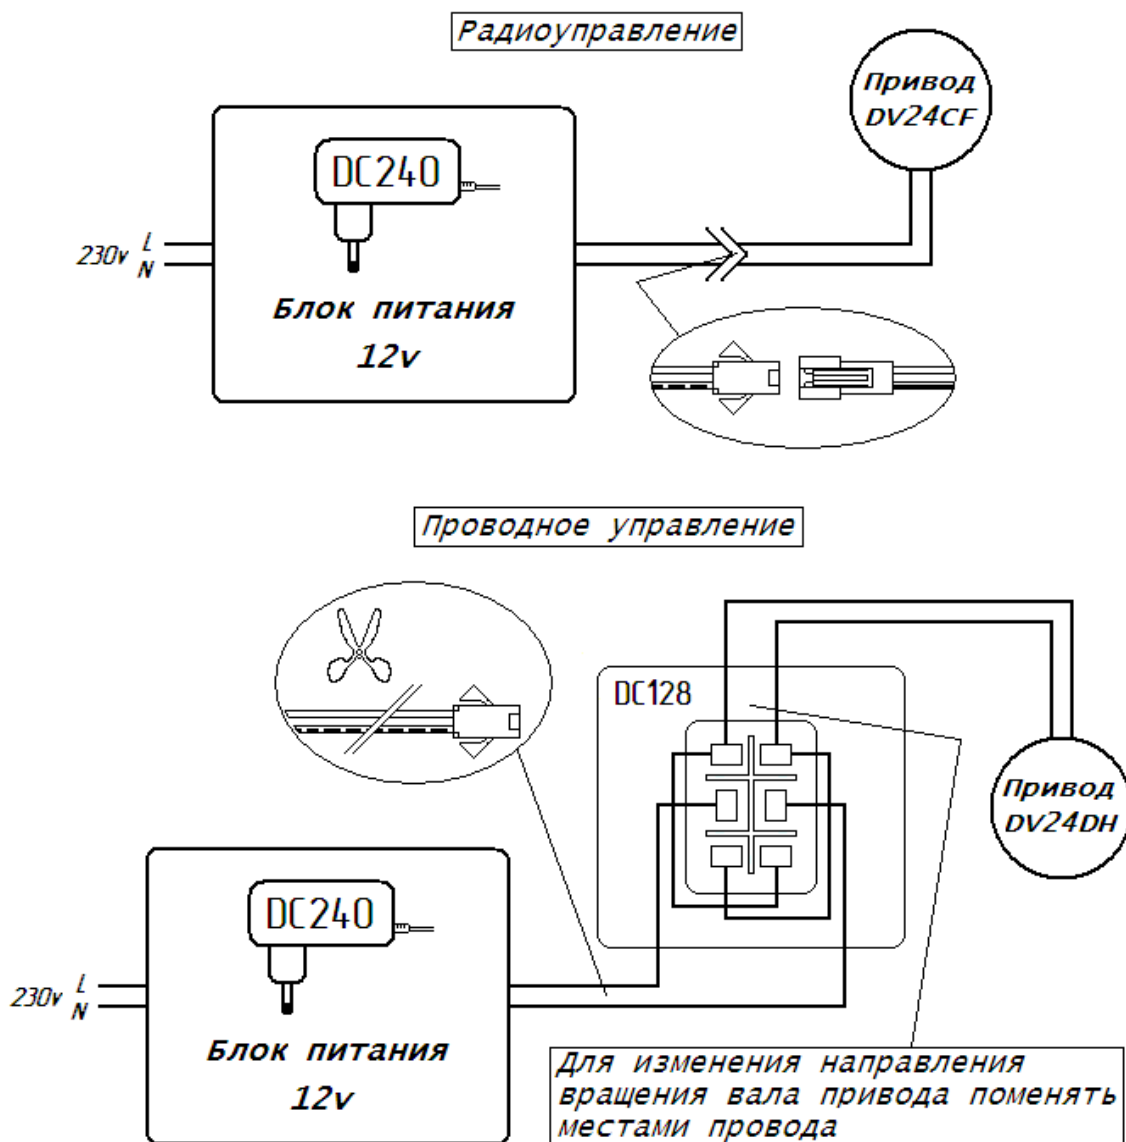 Радиоуправление
Привод
DV24CF
DC240
230v L
N
Блок питания
12v
Проводное управление
DC128
Привод
DV24DH
DC240
230v L
N
Блок питания
12v
Для изменения направления
вращения вала привода поменять
местами провода